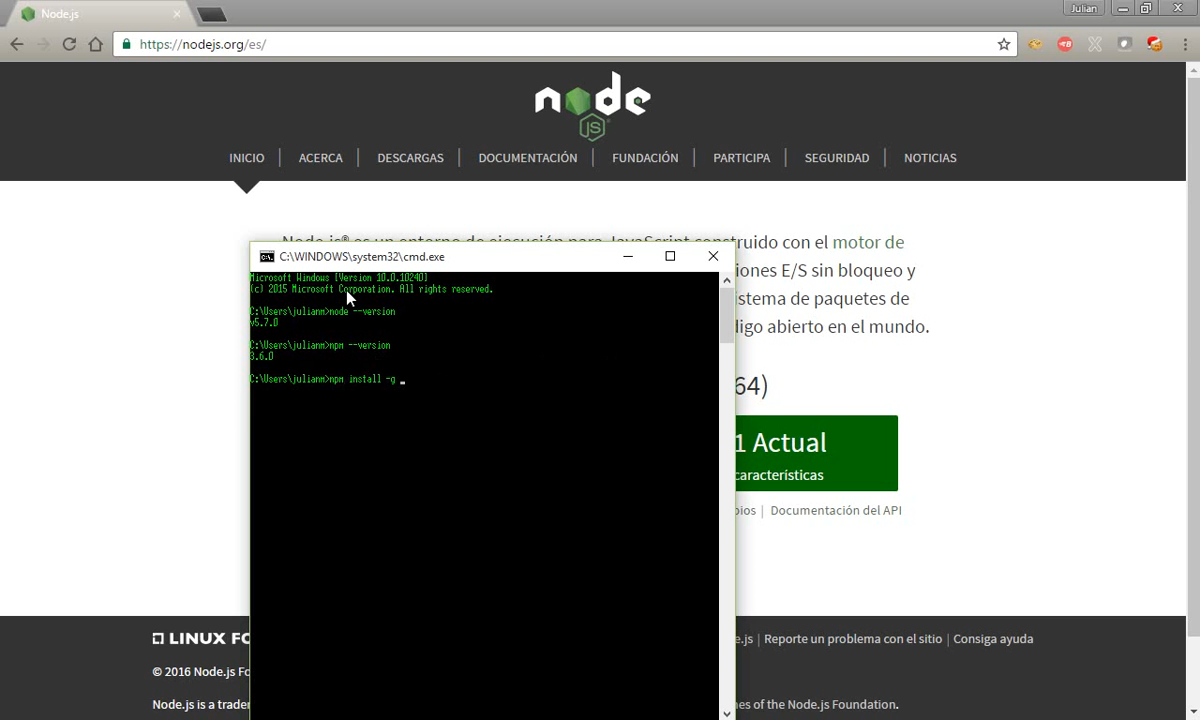 Node.js
Julian
https://nodejs.org/es/
node
JS
INICIO | ACERCA | DESCARGAS | DOCUMENTACIÓN | FUNDACIÓN | PARTICIPA | SEGURIDAD | NOTICIAS
Node.js® es un entorno de ejecución para JavaScript construido con el motor de
iones E/S sin bloqueo y
stema de paquetes de
digo abierto en el mundo.
64)
1 Actual
características
bios | Documentación del API
C:\WINDOWS\system32\cmd.exe
Microsoft Windows [Version 10.0.10240]
(c) 2015 Microsoft Corporation. All rights reserved.
C:\Users\julianm>node --version
v5.7.0
C:\Users\julianm>npm --version
3.6.0
C:\Users\julianm>npm install -g _
LINUX FO
e.js | Reporte un problema con el sitio | Consiga ayuda
© 2016 Node.js Fo
Node.js is a trader
mes of the Node.js Foundation.